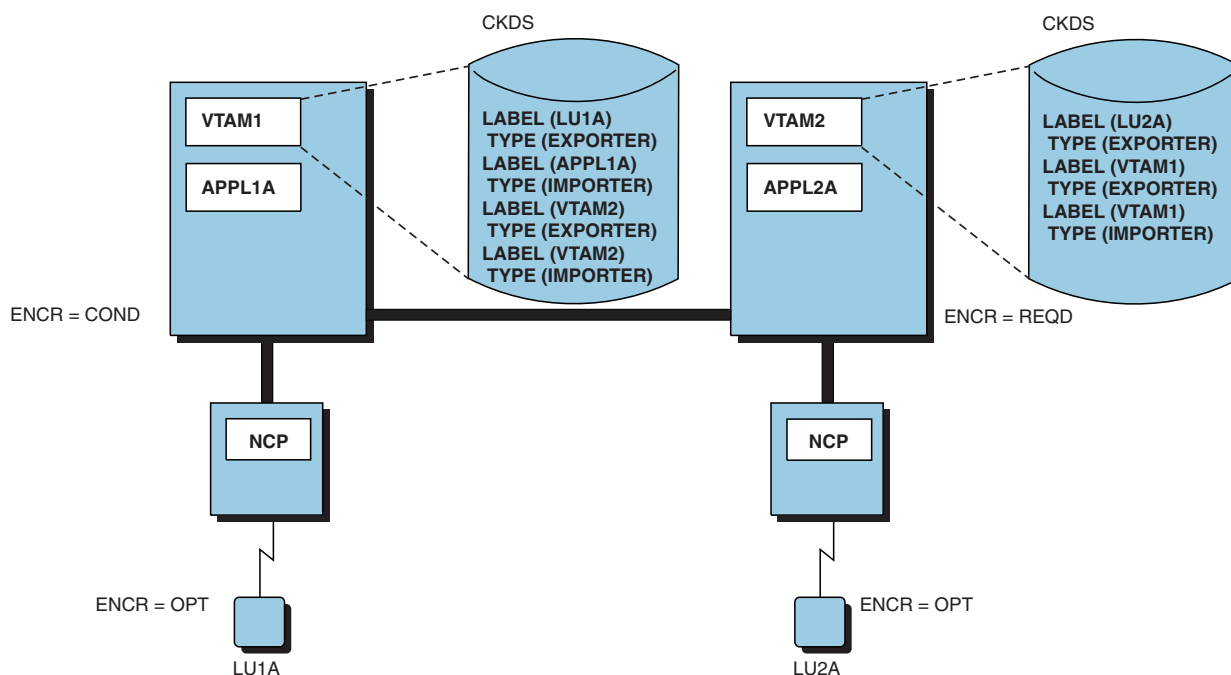 CKDS
CKDS
VTAM1
APPL1A
LABEL (LU1A)
TYPE (EXPORTER)
LABEL (APPL1A)
TYPE (IMPORTER)
LABEL (VTAM2)
TYPE (EXPORTER)
LABEL (VTAM2)
TYPE (IMPORTER)
VTAM2
APPL2A
LABEL (LU2A)
TYPE (EXPORTER)
LABEL (VTAM1)
TYPE (EXPORTER)
LABEL (VTAM1)
TYPE (IMPORTER)
ENCR = COND
ENCR = REQD
NCP
NCP
ENCR = OPT
LU1A
ENCR = OPT
LU2A